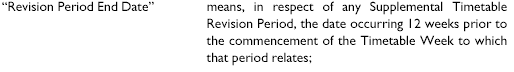 “Revision Period End Date” means, in respect of any Supplemental Timetable
Revision Period, the date occurring 12 weeks prior to
the commencement of the Timetable Week to which
that period relates;